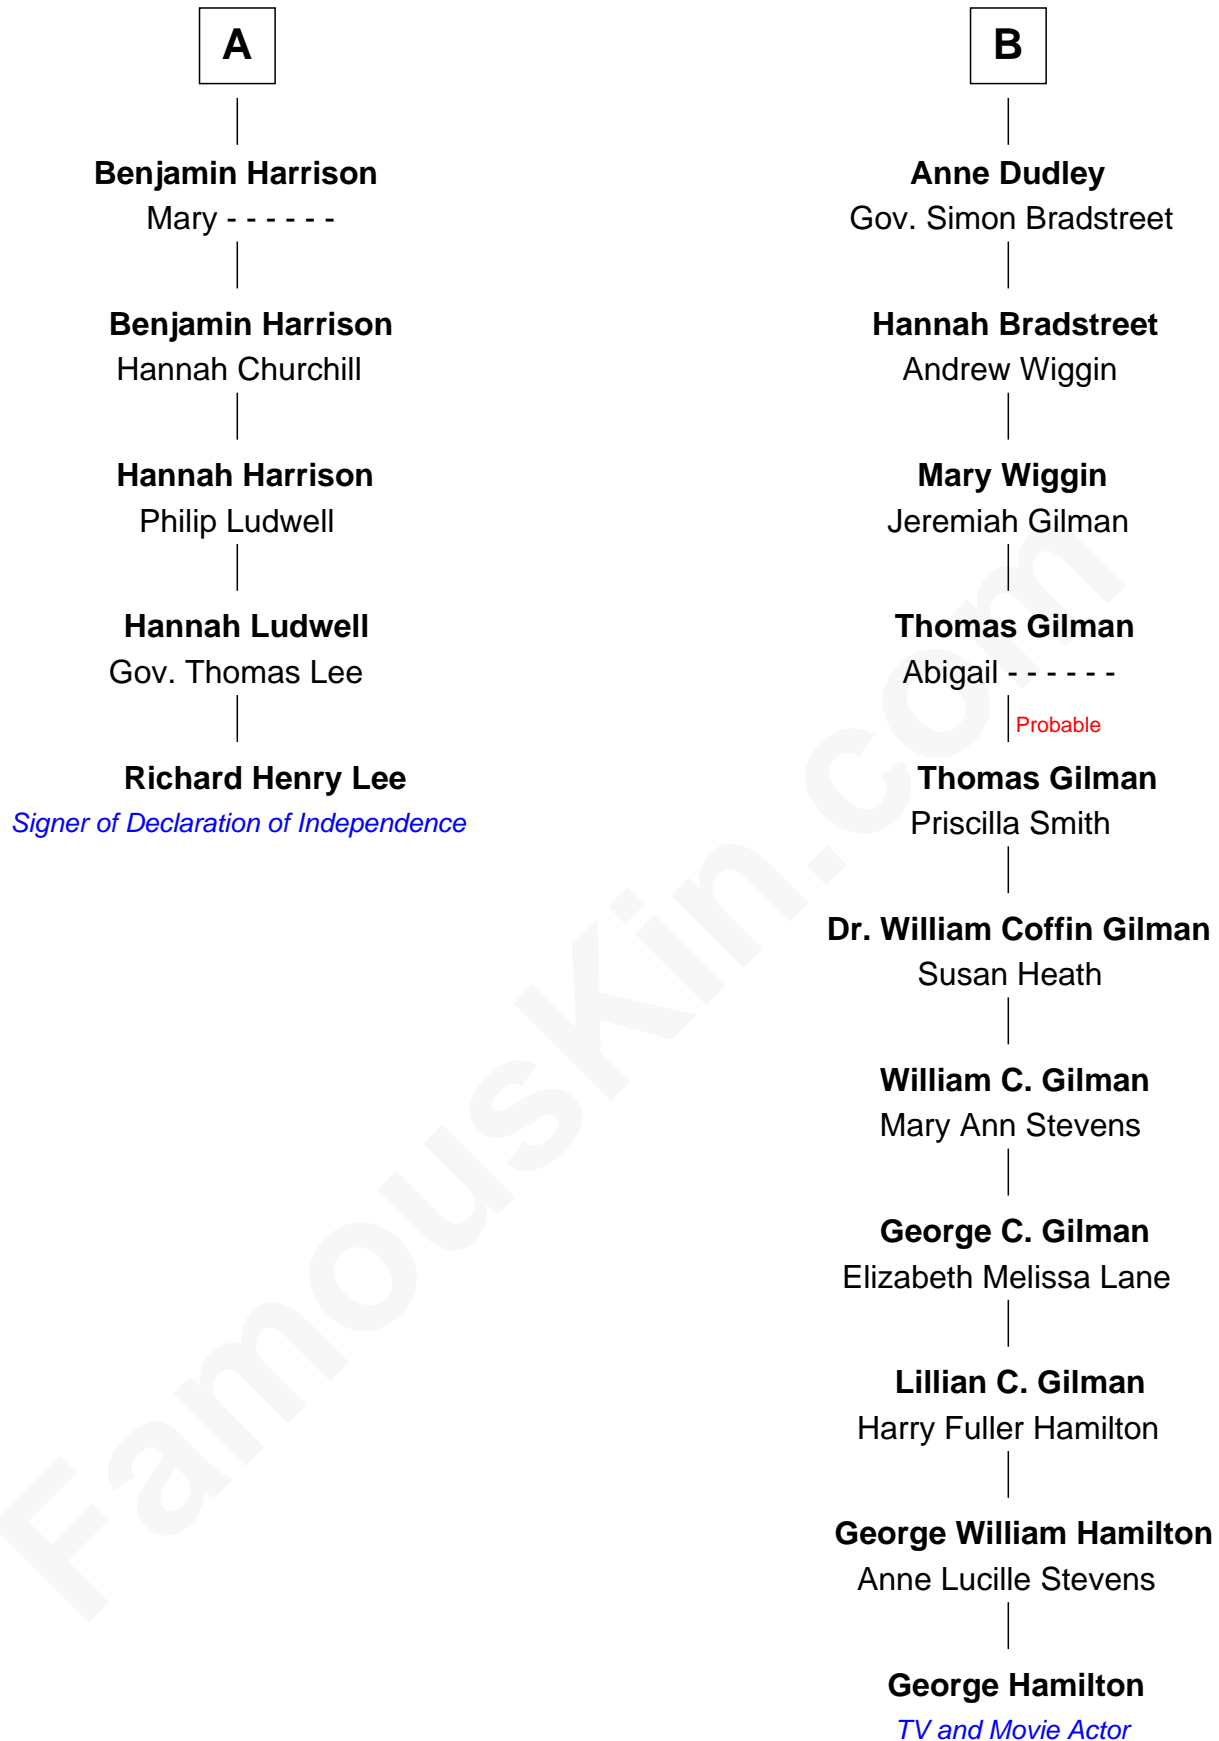 A
Benjamin Harrison
Mary - - - - - -
Benjamin Harrison
Hannah Churchill
Hannah Harrison
Philip Ludwell
Hannah Ludwell
Gov. Thomas Lee
Richard Henry Lee
Signer of Declaration of Independence
B
Anne Dudley
Gov. Simon Bradstreet
Hannah Bradstreet
Andrew Wiggin
Mary Wiggin
Jeremiah Gilman
Thomas Gilman
Abigail - - - - - -
Probable
Thomas Gilman
Priscilla Smith
Dr. William Coffin Gilman
Susan Heath
William C. Gilman
Mary Ann Stevens
George C. Gilman
Elizabeth Melissa Lane
Lillian C. Gilman
Harry Fuller Hamilton
George William Hamilton
Anne Lucille Stevens
George Hamilton
TV and Movie Actor
FamousKin.com